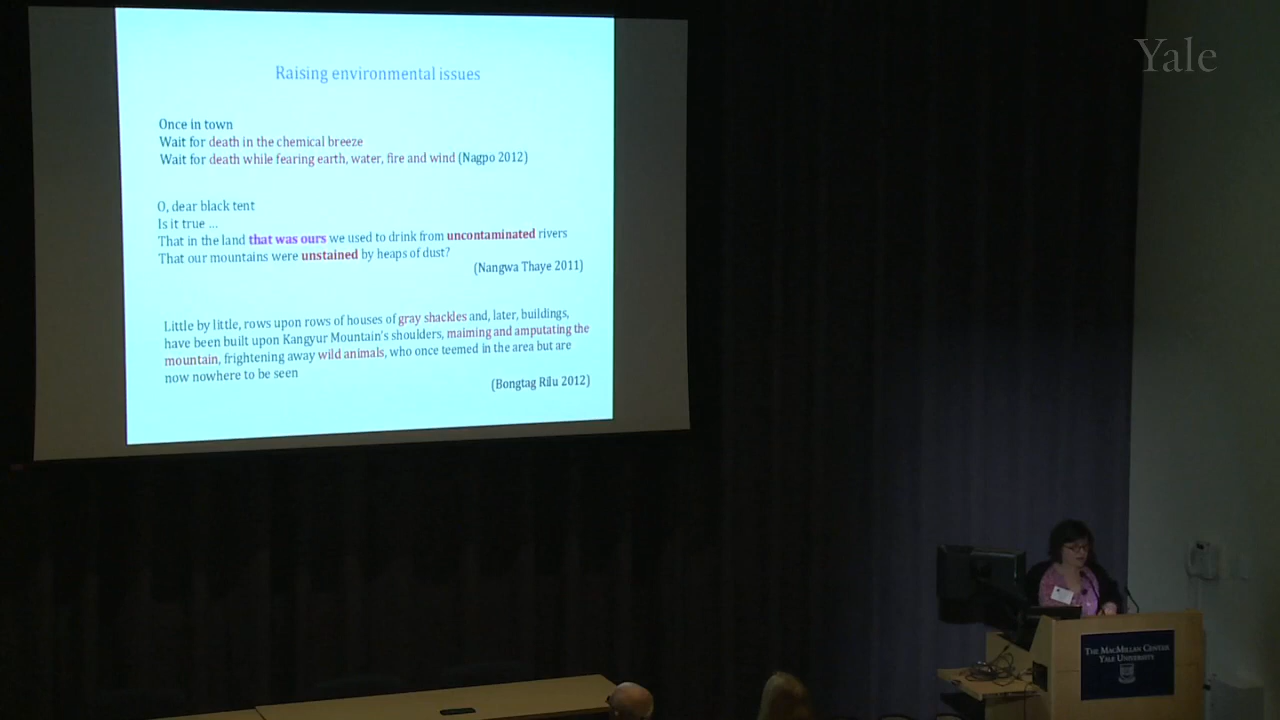 Yale
Raising environmental issues
Once in town
Wait for death in the chemical breeze
Wait for death while fearing earth, water, fire and wind (Nagpo 2012)
O, dear black tent
Is it true ...
That in the land that was ours we used to drink from uncontaminated rivers
That our mountains were unstained by heaps of dust?
(Nangwa Thaye 2011)
Little by little, rows upon rows of houses of gray shackles and, later, buildings,
have been built upon Kangyur Mountain's shoulders, maiming and amputating the
mountain, frightening away wild animals, who once teemed in the area but are
now nowhere to be seen
(Bongtag Rilu 2012)
THE MACMILLAN CENTER
YALE UNIVERSITY